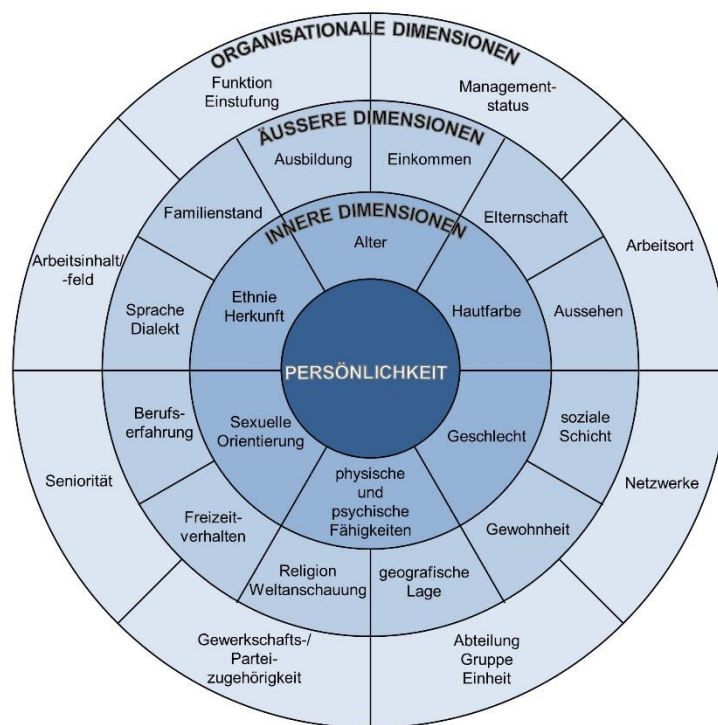 ORGANISATIONALE DIMENSIONEN
Funktion
Einstufung
Management-
status
Arbeitsort
Netzwerke
Abteilung
Gruppe
Einheit
Gewerkschafts-/
Partei-
zugehörigkeit
Seniorität
Arbeitsinhalt/
-feld
ÄUSSERE DIMENSIONEN
Ausbildung
Einkommen
Elternschaft
Aussehen
soziale
Schicht
Gewohnheit
geografische
Lage
Religion
Weltanschauung
Freizeit-
verhalten
Berufs-
erfahrung
Sprache
Dialekt
Familienstand
INNERE DIMENSIONEN
Alter
Hautfarbe
Geschlecht
physische
und
psychische
Fähigkeiten
Sexuelle
Orientierung
Ethnie
Herkunft
PERSÖNLICHKEIT